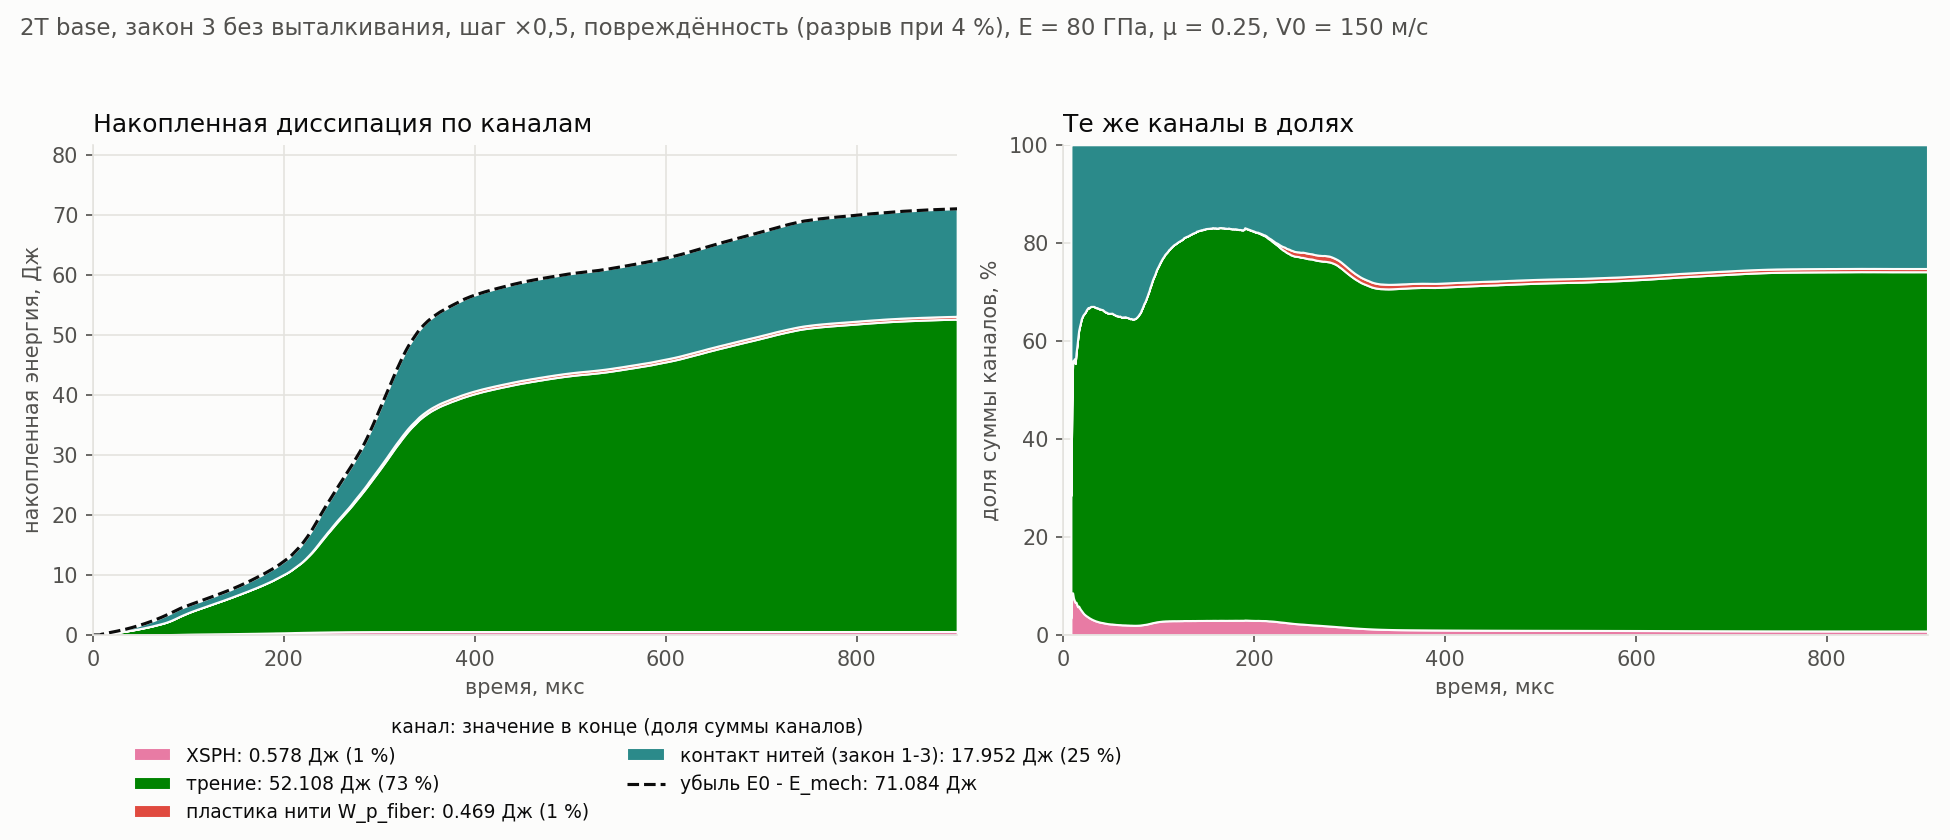 2T base, закон 3 без выталкивания, шаг ×0,5, повреждённость (разрыв при 4 %), E = 80 ГПа, μ = 0.25, V0 = 150 м/с
Накопленная диссипация по каналам
накопленная энергия, Дж
80
70
60
50
40
30
20
10
0
0 200 400 600 800
время, мкс
Те же каналы в долях
доля суммы каналов, %
100
80
60
40
20
0
0 200 400 600 800
время, мкс
канал: значение в конце (доля суммы каналов)
XSPH: 0.578 Дж (1 %)
трение: 52.108 Дж (73 %)
пластика нити W_p_fiber: 0.469 Дж (1 %)
контакт нитей (закон 1-3): 17.952 Дж (25 %)
убыль E0 - E_mech: 71.084 Дж